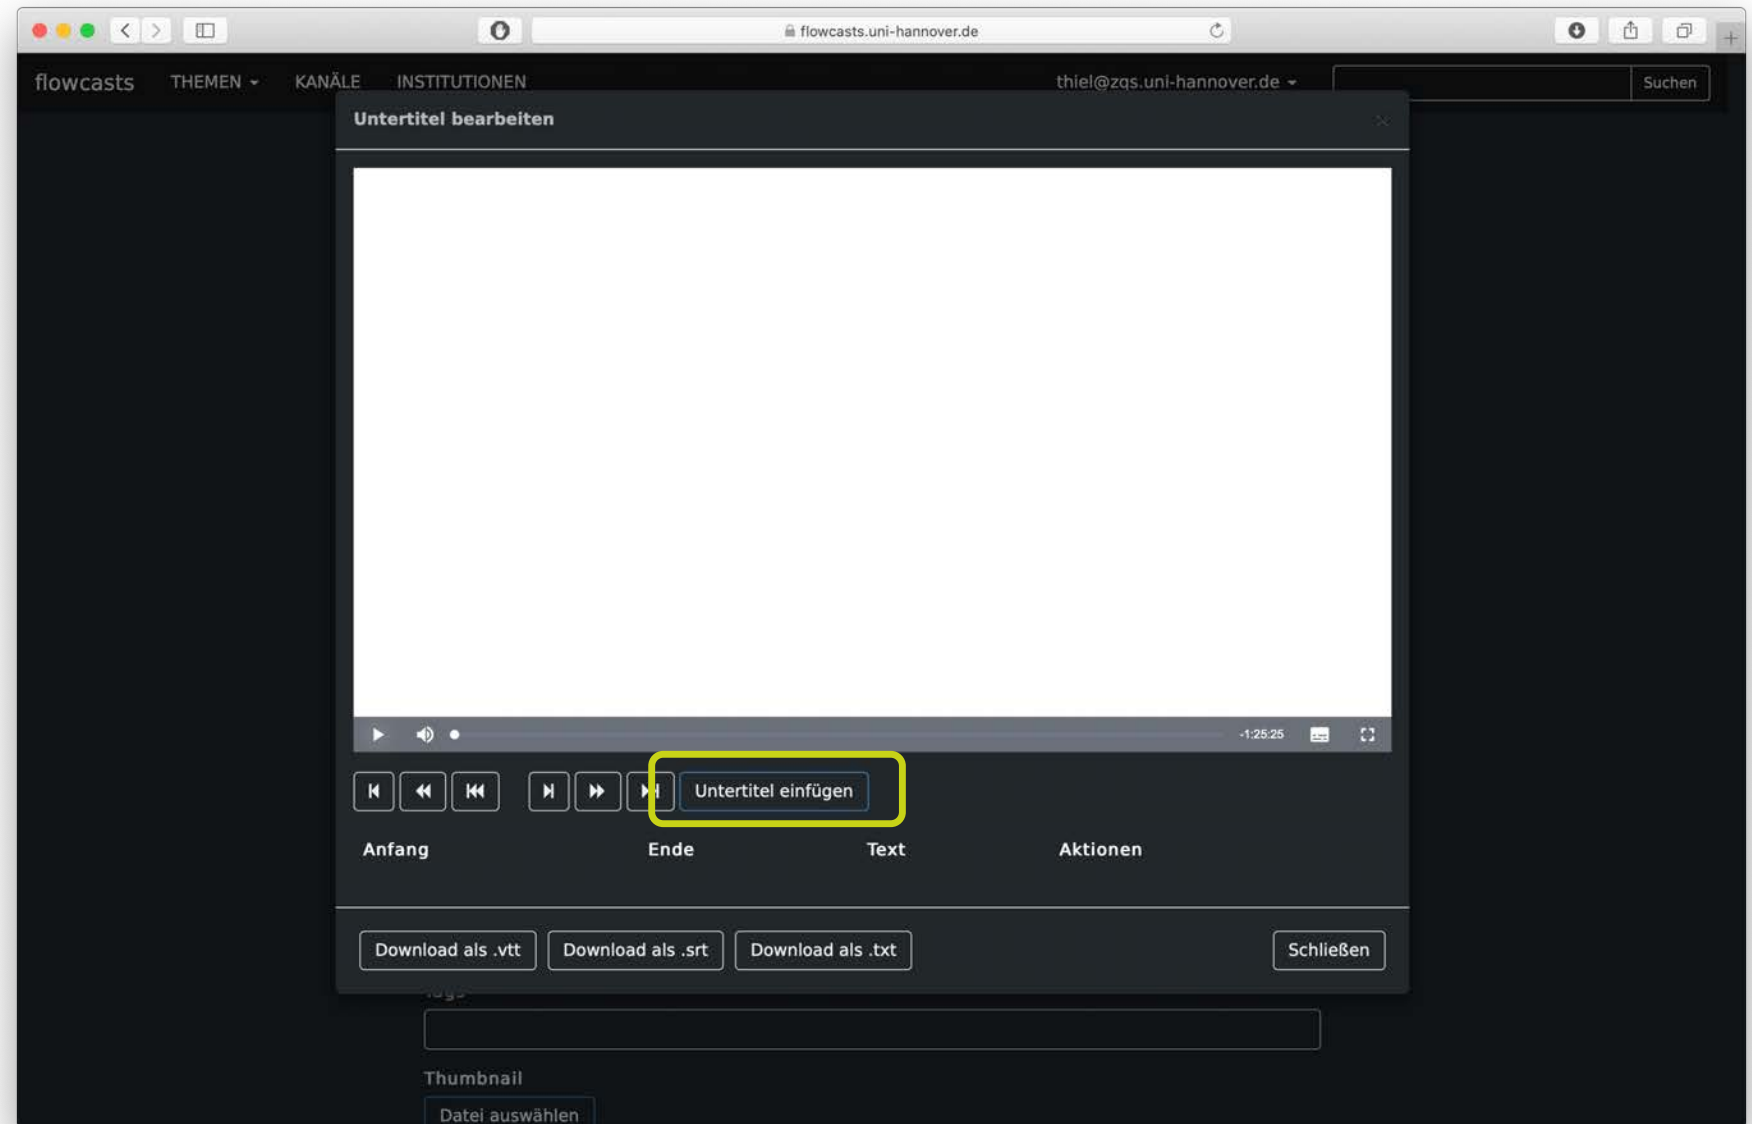 flowcasts.uni-hannover.de
flowcasts THEMEN KANÄLE INSTITUTIONEN thiel@zqs.uni-hannover.de Suchen
Untertitel bearbeiten
-1:25:25
Untertitel einfügen
Anfang Ende Text Aktionen
Download als .vtt Download als .srt Download als .txt Schließen
Tags
Thumbnail
Datei auswählen